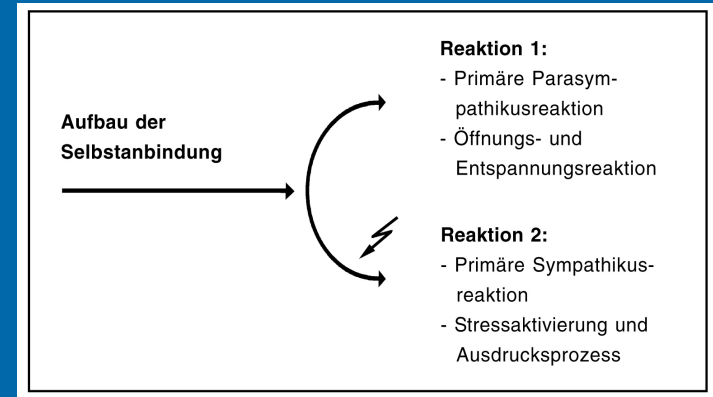 Aufbau der
Selbstanbindung
Reaktion 1:
- Primäre Parasym-
pathikusreaktion
- Öffnungs- und
Entspannungsreaktion
Reaktion 2:
- Primäre Sympathikus-
reaktion
- Stressaktivierung und
Ausdrucksprozess